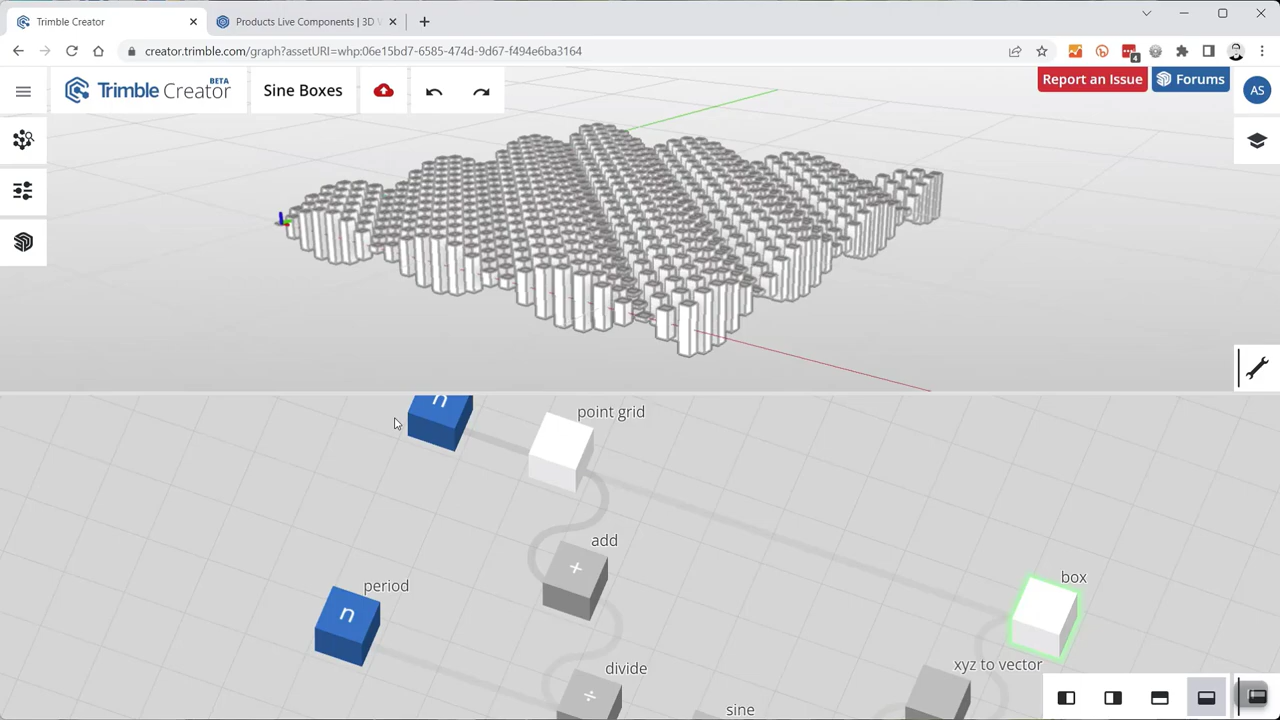 Trimble Creator
Products Live Components | 3D
creator.trimble.com/graph?assetURI=whp:06e15bd7-6585-474d-9d67-f494e6ba3164
4
Trimble Creator BETA
Sine Boxes
Report an Issue
Forums
AS
n
point grid
add
+
period
n
box
xyz to vector
divide
÷
sine